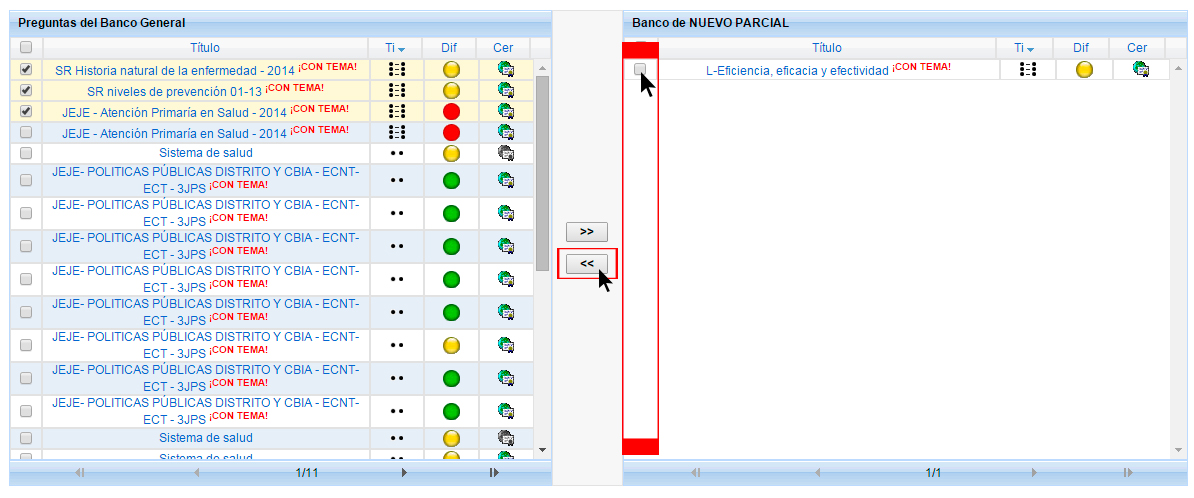 Preguntas del Banco General
Título Ti Dif Cer
SR Historia natural de la enfermedad - 2014 ¡CON TEMA!
SR niveles de prevención 01-13 ¡CON TEMA!
JEJE - Atención Primaría en Salud - 2014 ¡CON TEMA!
JEJE - Atención Primaría en Salud - 2014 ¡CON TEMA!
Sistema de salud
JEJE- POLITICAS PÚBLICAS DISTRITO Y CBIA - ECNT-
ECT - 3JPS ¡CON TEMA!
JEJE- POLITICAS PÚBLICAS DISTRITO Y CBIA - ECNT-
ECT - 3JPS ¡CON TEMA!
JEJE- POLITICAS PÚBLICAS DISTRITO Y CBIA - ECNT-
ECT - 3JPS ¡CON TEMA!
JEJE- POLITICAS PÚBLICAS DISTRITO Y CBIA - ECNT-
ECT - 3JPS ¡CON TEMA!
JEJE- POLITICAS PÚBLICAS DISTRITO Y CBIA - ECNT-
ECT - 3JPS ¡CON TEMA!
JEJE- POLITICAS PÚBLICAS DISTRITO Y CBIA - ECNT-
ECT - 3JPS ¡CON TEMA!
JEJE- POLITICAS PÚBLICAS DISTRITO Y CBIA - ECNT-
ECT - 3JPS ¡CON TEMA!
JEJE- POLITICAS PÚBLICAS DISTRITO Y CBIA - ECNT-
ECT - 3JPS ¡CON TEMA!
Sistema de salud
Sistema de salud
1/11
>>
<<
Banco de NUEVO PARCIAL
Título Ti Dif Cer
L-Eficiencia, eficacia y efectividad ¡CON TEMA!
1/1